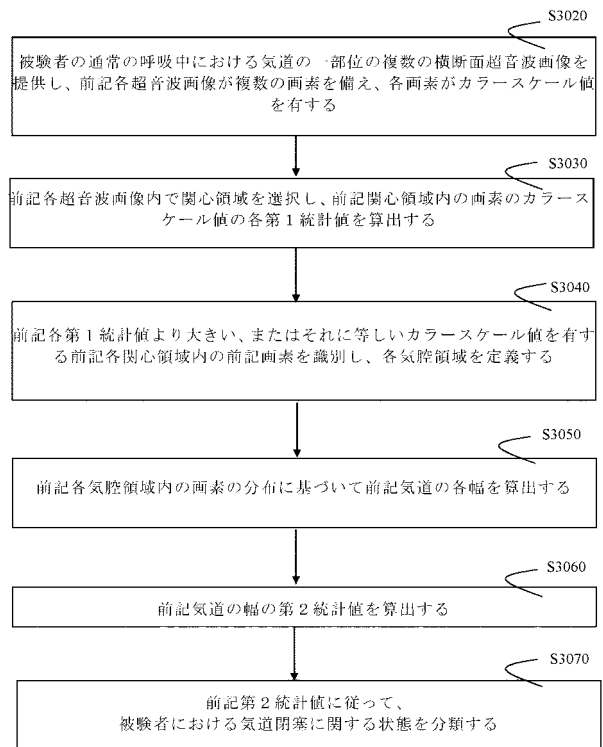 S3020
被験者の通常の呼吸中における気道の一部位の複数の横断面超音波画像を
提供し、前記各超音波画像が複数の画素を備え、各画素がカラースケール値
を有する
S3030
前記各超音波画像内で関心領域を選択し、前記関心領域内の画素のカラース
ケール値の各第1統計値を算出する
S3040
前記各第1統計値より大きい、またはそれに等しいカラースケール値を有す
る前記各関心領域内の前記画素を識別し、各気腔領域を定義する
S3050
前記各気腔領域内の画素の分布に基づいて前記気道の各幅を算出する
S3060
前記気道の幅の第2統計値を算出する
S3070
前記第2統計値に従って、
被験者における気道閉塞に関する状態を分類する